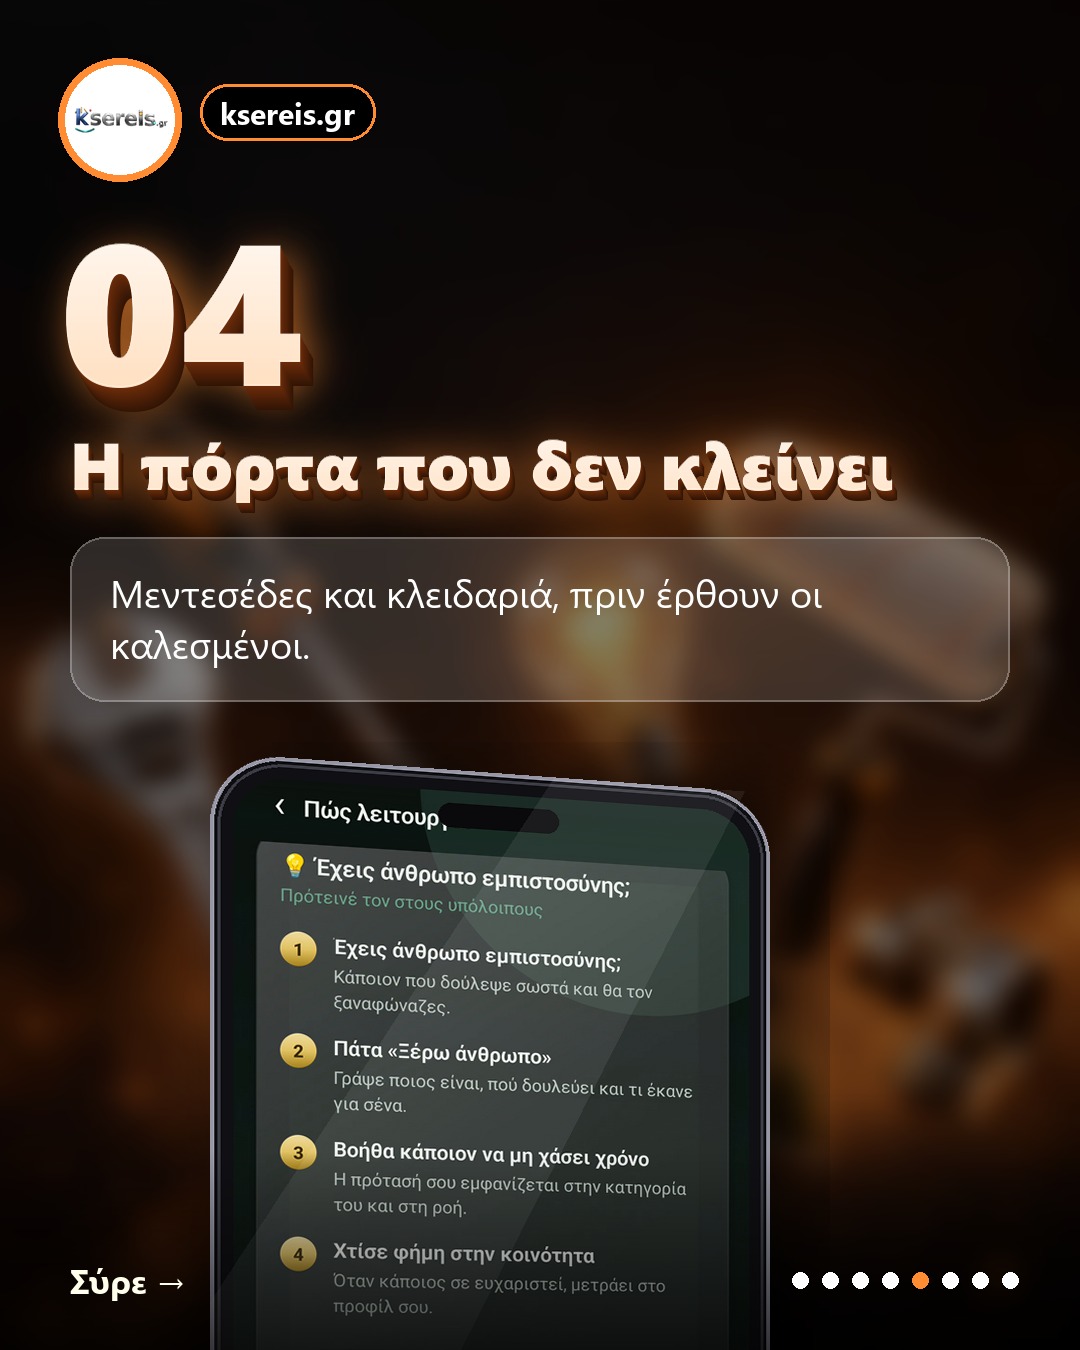 ksereis.gr
ksereis.gr
04
Η πόρτα που δεν κλείνει
Μεντεσέδες και κλειδαριά, πριν έρθουν οι
καλεσμένοι.
Πώς λειτουργ
💡 Έχεις άνθρωπο εμπιστοσύνης;
Πρότεινέ τον στους υπόλοιπους
1 Έχεις άνθρωπο εμπιστοσύνης;
Κάποιον που δούλεψε σωστά και θα τον
ξαναφώναζες.
2 Πάτα «Ξέρω άνθρωπο»
Γράψε ποιος είναι, πού δουλεύει και τι έκανε
για σένα.
3 Βοήθα κάποιον να μη χάσει χρόνο
Η πρότασή σου εμφανίζεται στην κατηγορία
του και στη ροή.
4 Χτίσε φήμη στην κοινότητα
Όταν κάποιος σε ευχαριστεί, μετράει στο
προφίλ σου.
Σύρε →